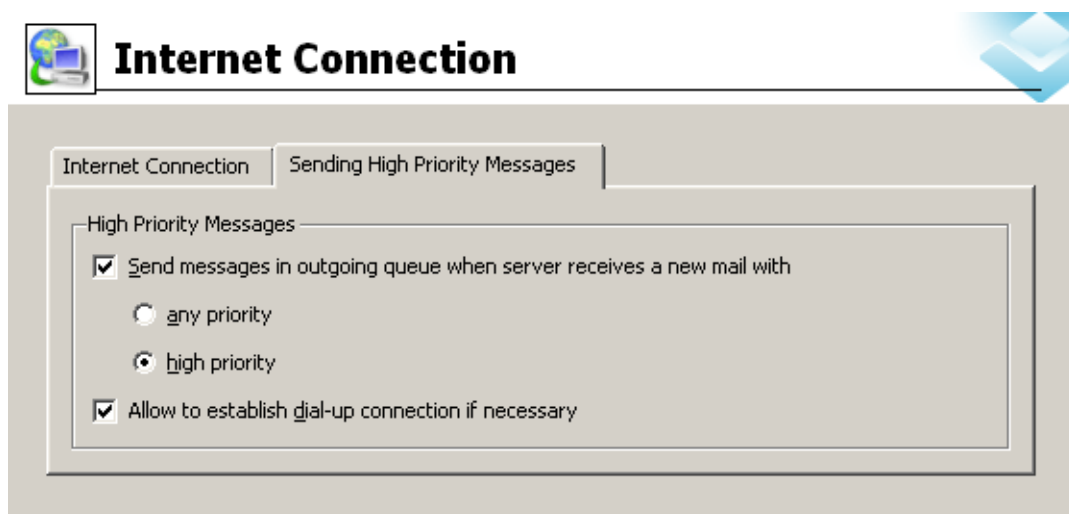 Internet Connection
Internet Connection
Sending High Priority Messages
High Priority Messages
Send messages in outgoing queue when server receives a new mail with
any priority
high priority
Allow to establish dial-up connection if necessary